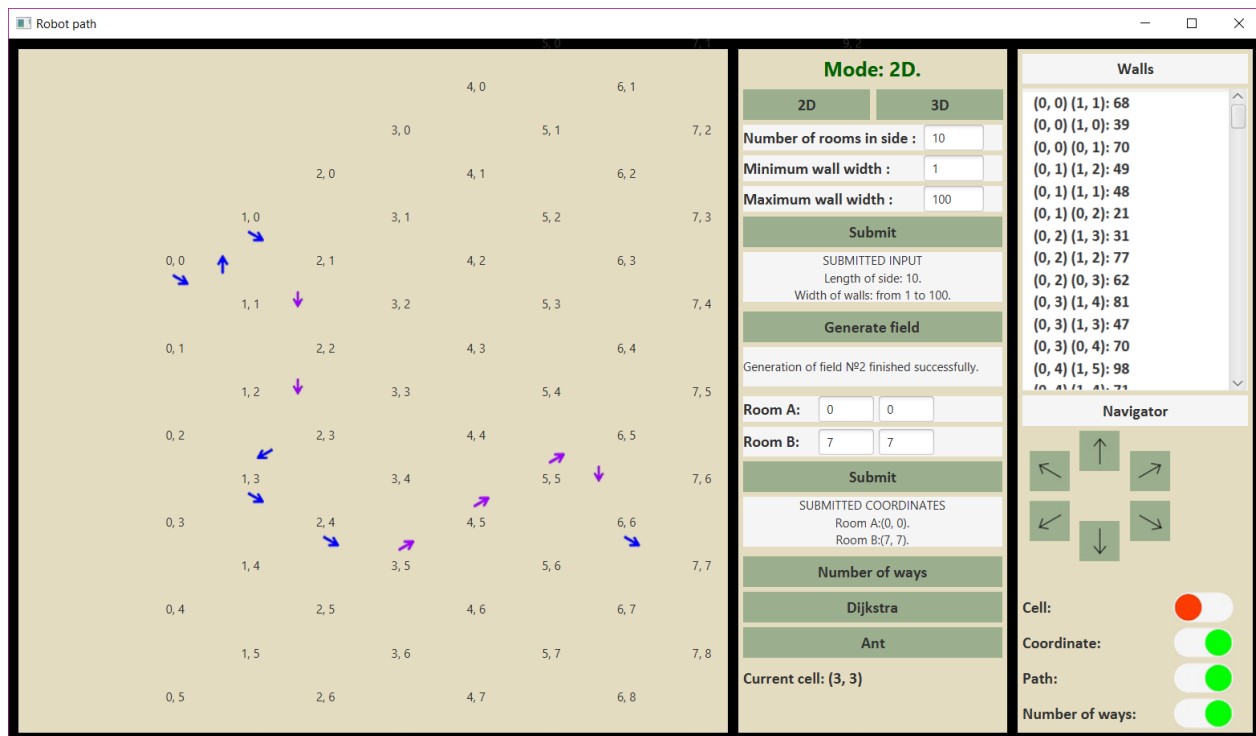 Robot path
5, 0 7, 1 9, 2
4, 0 6, 1
3, 0 5, 1 7, 2
2, 0 4, 1 6, 2
1, 0 3, 1 5, 2 7, 3
0, 0 2, 1 4, 2 6, 3
1, 1 3, 2 5, 3 7, 4
0, 1 2, 2 4, 3 6, 4
1, 2 3, 3 5, 4 7, 5
0, 2 2, 3 4, 4 6, 5
1, 3 3, 4 5, 5 7, 6
0, 3 2, 4 4, 5 6, 6
1, 4 3, 5 5, 6 7, 7
0, 4 2, 5 4, 6 6, 7
1, 5 3, 6 5, 7 7, 8
0, 5 2, 6 4, 7 6, 8
Mode: 2D.
2D 3D
Number of rooms in side : 10
Minimum wall width : 1
Maximum wall width : 100
Submit
SUBMITTED INPUT
Length of side: 10.
Width of walls: from 1 to 100.
Generate field
Generation of field №2 finished successfully.
Room A: 0 0
Room B: 7 7
Submit
SUBMITTED COORDINATES
Room A:(0, 0).
Room B:(7, 7).
Number of ways
Dijkstra
Ant
Current cell: (3, 3)
Walls
(0, 0) (1, 1): 68
(0, 0) (1, 0): 39
(0, 0) (0, 1): 70
(0, 1) (1, 2): 49
(0, 1) (1, 1): 48
(0, 1) (0, 2): 21
(0, 2) (1, 3): 31
(0, 2) (1, 2): 77
(0, 2) (0, 3): 62
(0, 3) (1, 4): 81
(0, 3) (1, 3): 47
(0, 3) (0, 4): 70
(0, 4) (1, 5): 98
(0, 4) (1, 4): 71
Navigator
Cell:
Coordinate:
Path:
Number of ways: